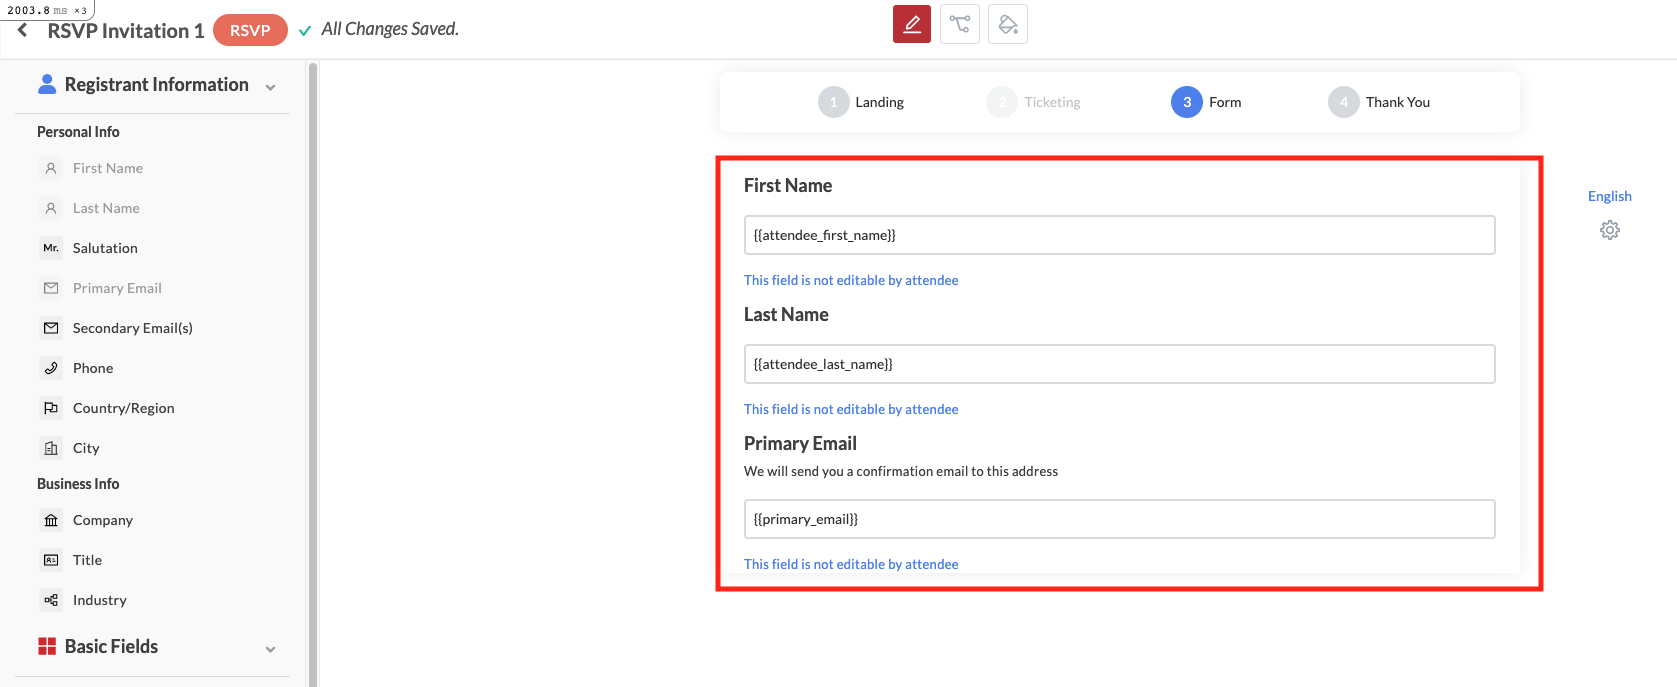 2003.8 ms ×3
RSVP Invitation 1 RSVP All Changes Saved.
Registrant Information
Personal Info
First Name
Last Name
Mr. Salutation
Primary Email
Secondary Email(s)
Phone
Country/Region
City
Business Info
Company
Title
Industry
Basic Fields
1 Landing 2 Ticketing 3 Form 4 Thank You
First Name
{{attendee_first_name}}
This field is not editable by attendee
Last Name
{{attendee_last_name}}
This field is not editable by attendee
Primary Email
We will send you a confirmation email to this address
{{primary_email}}
This field is not editable by attendee
English